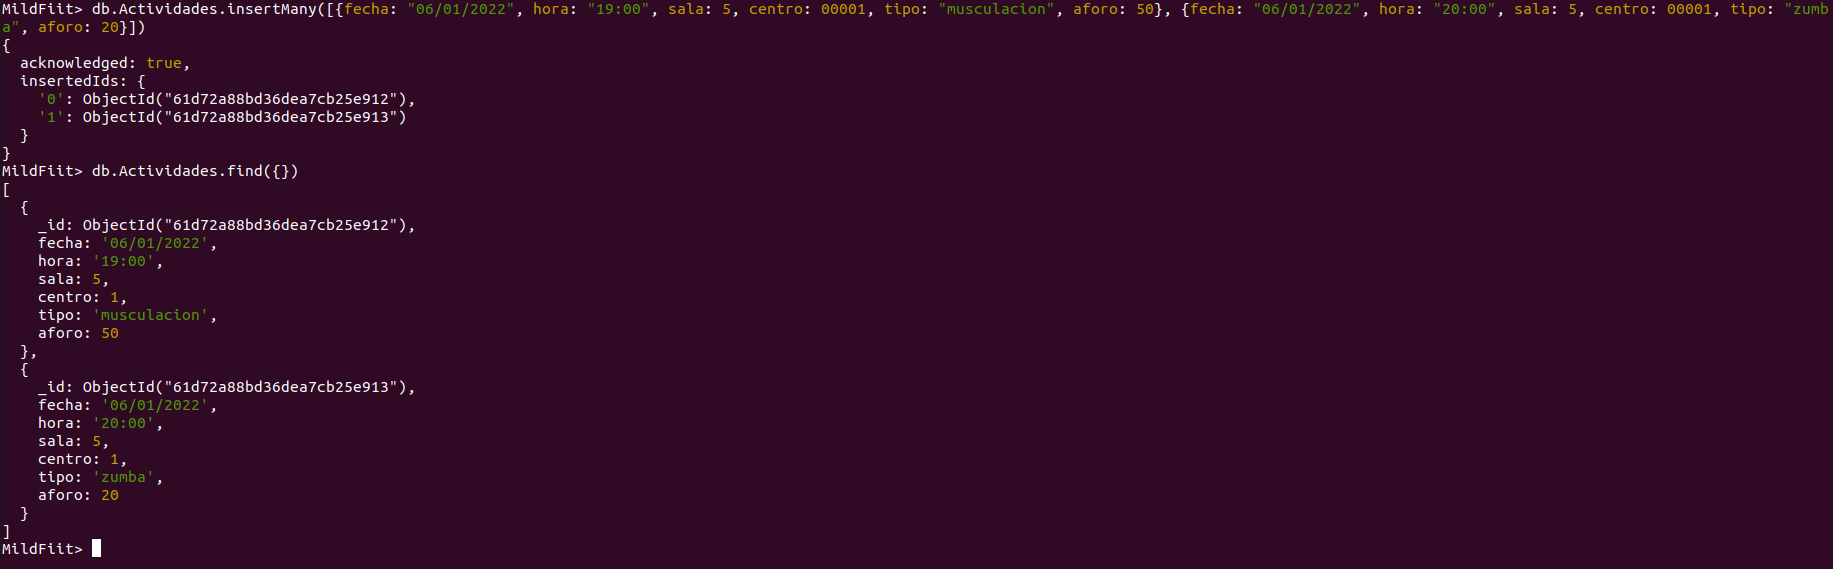 MildFiit> db.Actividades.insertMany([{fecha: "06/01/2022", hora: "19:00", sala: 5, centro: 00001, tipo: "musculacion", aforo: 50}, {fecha: "06/01/2022", hora: "20:00", sala: 5, centro: 00001, tipo: "zumb
a", aforo: 20}])
{
  acknowledged: true,
  insertedIds: {
    '0': ObjectId("61d72a88bd36dea7cb25e912"),
    '1': ObjectId("61d72a88bd36dea7cb25e913")
  }
}
MildFiit> db.Actividades.find({})
[
  {
    _id: ObjectId("61d72a88bd36dea7cb25e912"),
    fecha: '06/01/2022',
    hora: '19:00',
    sala: 5,
    centro: 1,
    tipo: 'musculacion',
    aforo: 50
  },
  {
    _id: ObjectId("61d72a88bd36dea7cb25e913"),
    fecha: '06/01/2022',
    hora: '20:00',
    sala: 5,
    centro: 1,
    tipo: 'zumba',
    aforo: 20
  }
]
MildFiit>